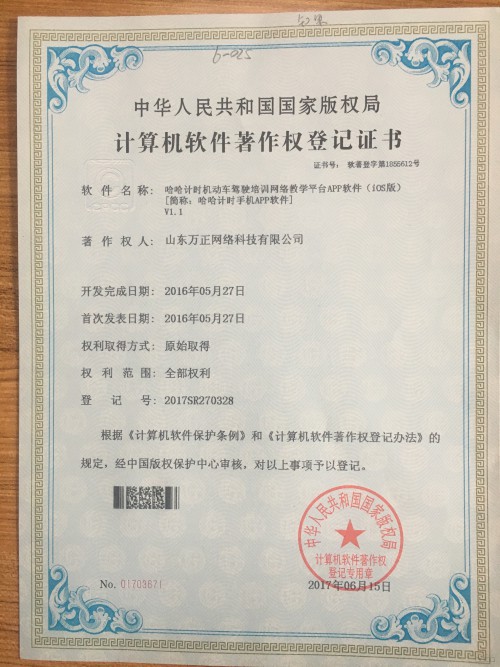 6-025
中华人民共和国国家版权局
计算机软件著作权登记证书
证书号： 软著登字第1855612号
软件名称： 哈哈计时机动车驾驶培训网络教学平台APP软件（iOS版）
[简称：哈哈计时手机APP软件]
V1.1
著作权人： 山东万正网络科技有限公司
开发完成日期： 2016年05月27日
首次发表日期： 2016年05月27日
权利取得方式： 原始取得
权利范围： 全部权利
登记号： 2017SR270328
根据《计算机软件保护条例》和《计算机软件著作权登记办法》的
规定，经中国版权保护中心审核，对以上事项予以登记。
中华人民共和国国家版权局
计算机软件著作权
登记专用章
No. 01703671
2017年06月15日